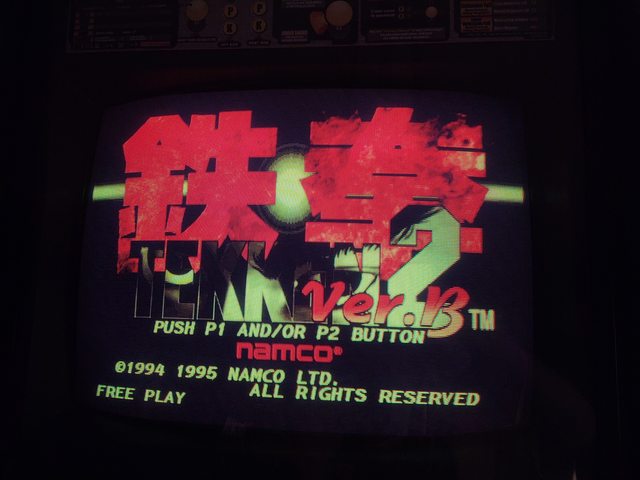 鉄拳
TEKKEN 2
Ver.B TM
PUSH P1 AND/OR P2 BUTTON
namco®
©1994 1995 NAMCO LTD.
ALL RIGHTS RESERVED
FREE PLAY